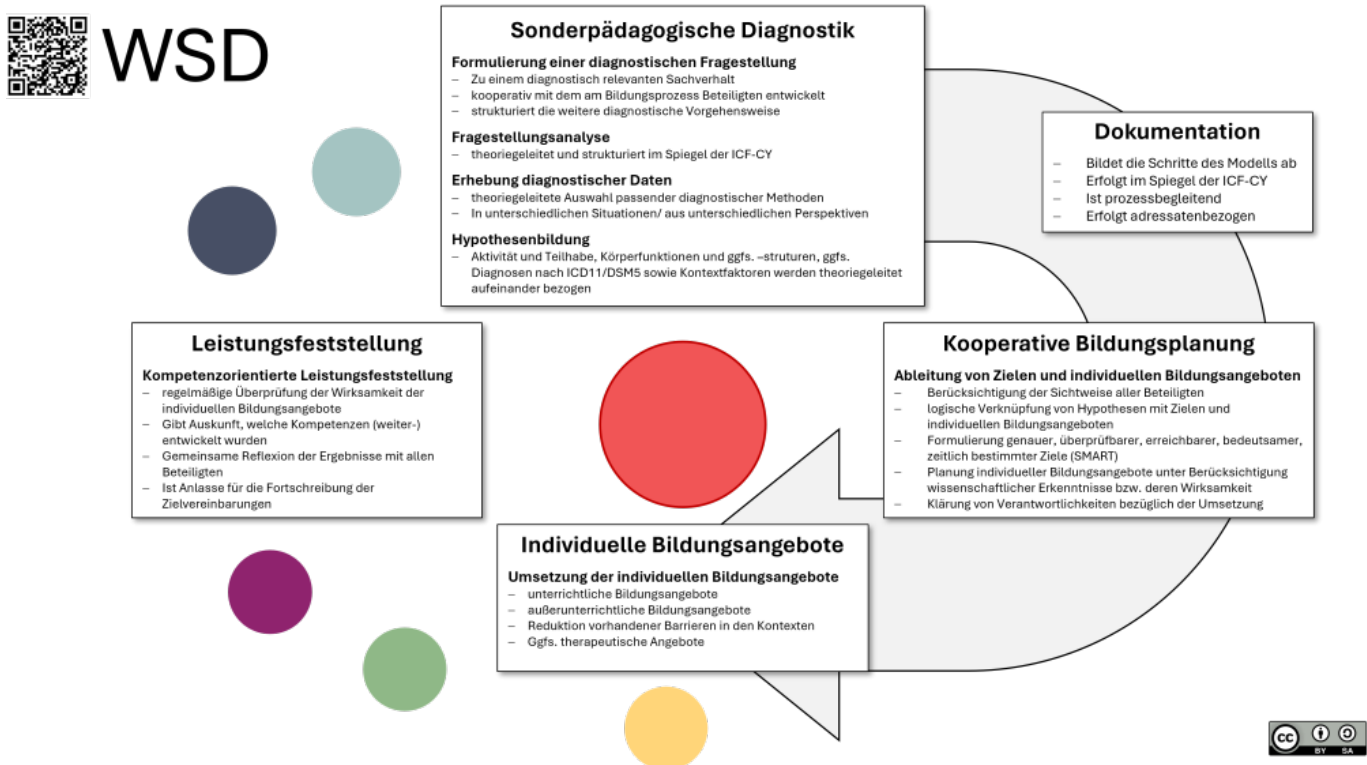 WSD
Sonderpädagogische Diagnostik
Formulierung einer diagnostischen Fragestellung
– Zu einem diagnostisch relevanten Sachverhalt
– kooperativ mit dem am Bildungsprozess Beteiligten entwickelt
– strukturiert die weitere diagnostische Vorgehensweise
Fragestellungsanalyse
– theoriegeleitet und strukturiert im Spiegel der ICF-CY
Erhebung diagnostischer Daten
– theoriegeleitete Auswahl passender diagnostischer Methoden
– In unterschiedlichen Situationen/ aus unterschiedlichen Perspektiven
Hypothesenbildung
– Aktivität und Teilhabe, Körperfunktionen und ggfs. –struturen, ggfs.
Diagnosen nach ICD11/DSM5 sowie Kontextfaktoren werden theoriegeleitet
aufeinander bezogen
Dokumentation
– Bildet die Schritte des Modells ab
– Erfolgt im Spiegel der ICF-CY
– Ist prozessbegleitend
– Erfolgt adressatenbezogen
Leistungsfeststellung
Kompetenzorientierte Leistungsfeststellung
– regelmäßige Überprüfung der Wirksamkeit der
individuellen Bildungsangebote
– Gibt Auskunft, welche Kompetenzen (weiter-)
entwickelt wurden
– Gemeinsame Reflexion der Ergebnisse mit allen
Beteiligten
– Ist Anlasse für die Fortschreibung der
Zielvereinbarungen
Kooperative Bildungsplanung
Ableitung von Zielen und individuellen Bildungsangeboten
– Berücksichtigung der Sichtweise aller Beteiligten
– logische Verknüpfung von Hypothesen mit Zielen und
individuellen Bildungsangeboten
– Formulierung genauer, überprüfbarer, erreichbarer, bedeutsamer,
zeitlich bestimmter Ziele (SMART)
– Planung individueller Bildungsangebote unter Berücksichtigung
wissenschaftlicher Erkenntnisse bzw. deren Wirksamkeit
– Klärung von Verantwortlichkeiten bezüglich der Umsetzung
Individuelle Bildungsangebote
Umsetzung der individuellen Bildungsangebote
– unterrichtliche Bildungsangebote
– außerunterrichtliche Bildungsangebote
– Reduktion vorhandener Barrieren in den Kontexten
– Ggfs. therapeutische Angebote
cc
BY SA